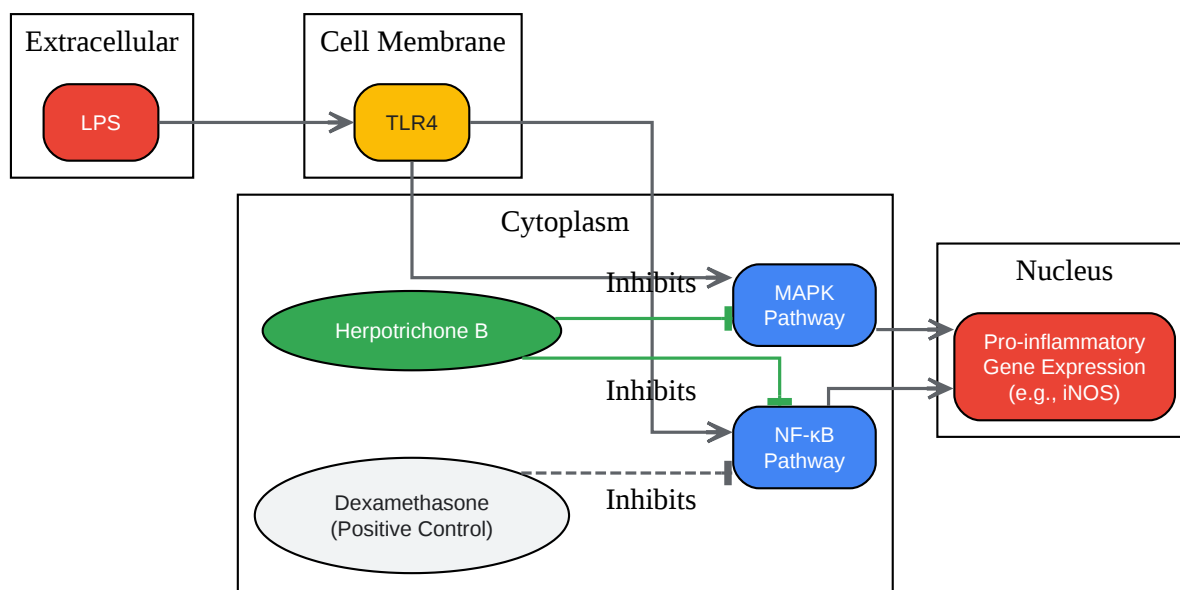 Extracellular
Cell Membrane
LPS
TLR4
Cytoplasm
Inhibits
MAPK
Pathway
Nucleus
Herpotrichone B
Pro-inflammatory
Gene Expression
(e.g., iNOS)
Inhibits
NF-κB
Pathway
Dexamethasone
(Positive Control)
Inhibits